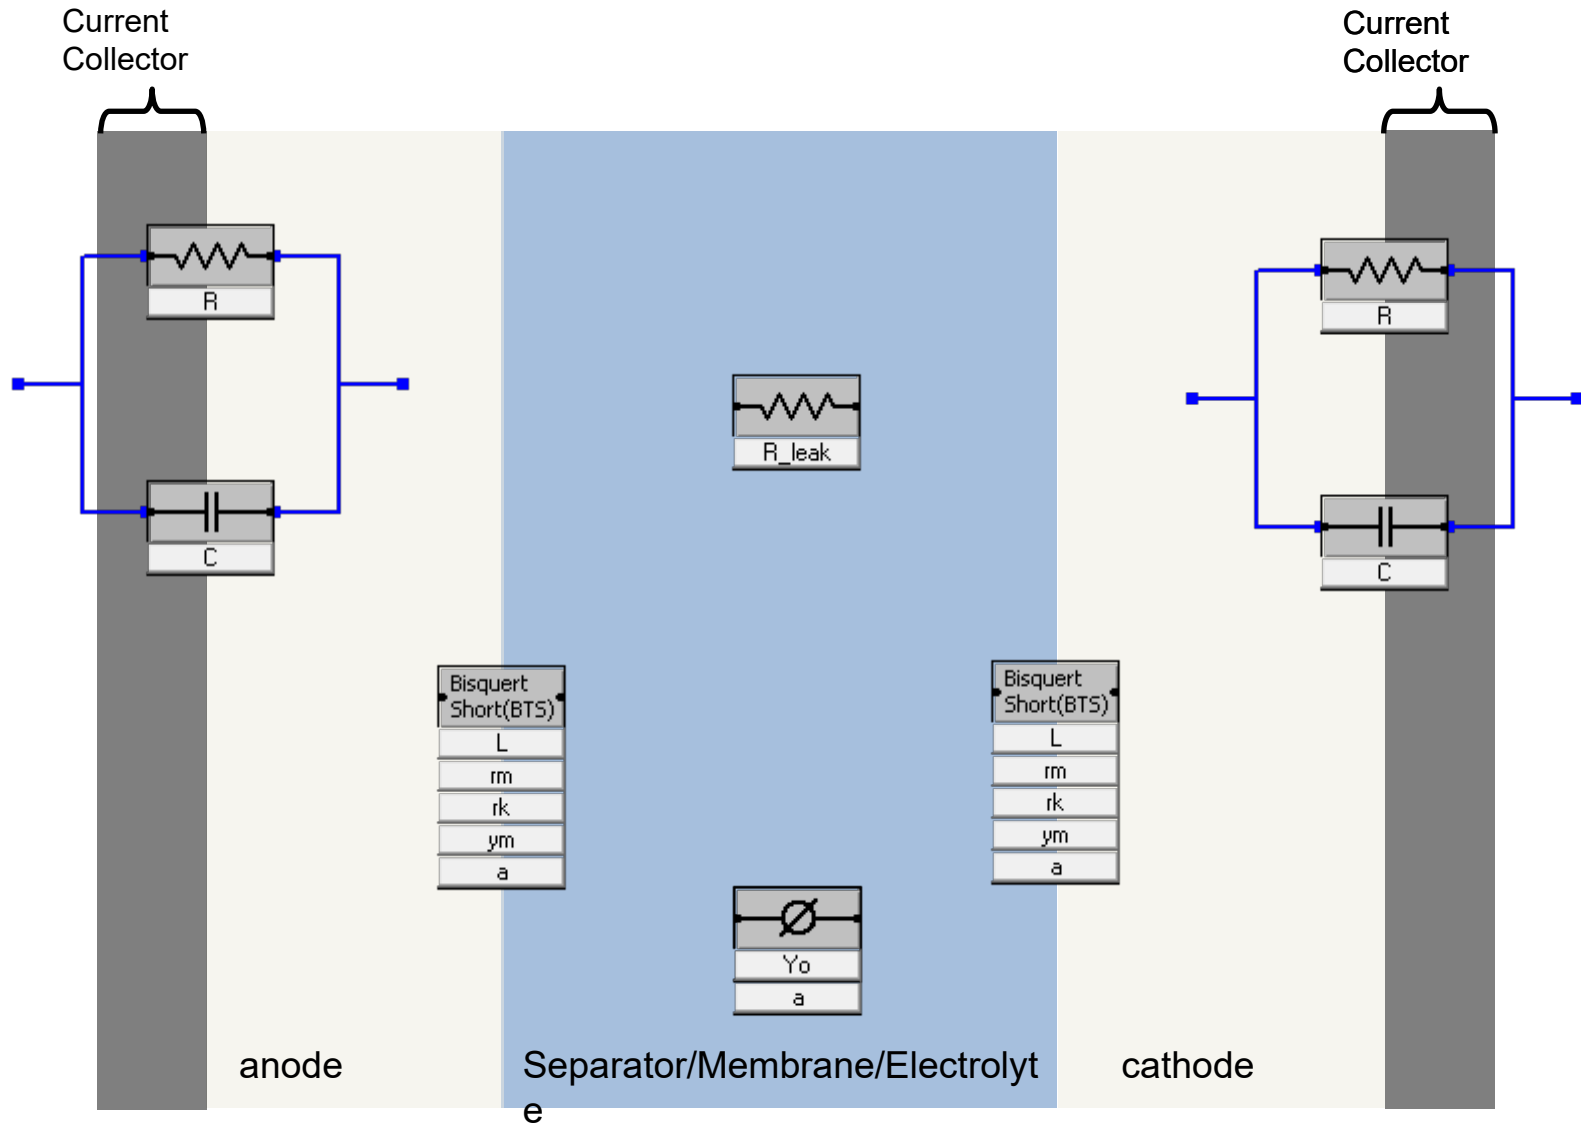 Current
Collector
Current
Collector
R
R
R_leak
C
C
Bisquert
Short(BTS)
L
rm
rk
ym
a
Bisquert
Short(BTS)
L
rm
rk
ym
a
Yo
a
anode
Separator/Membrane/Electrolyt
e
cathode